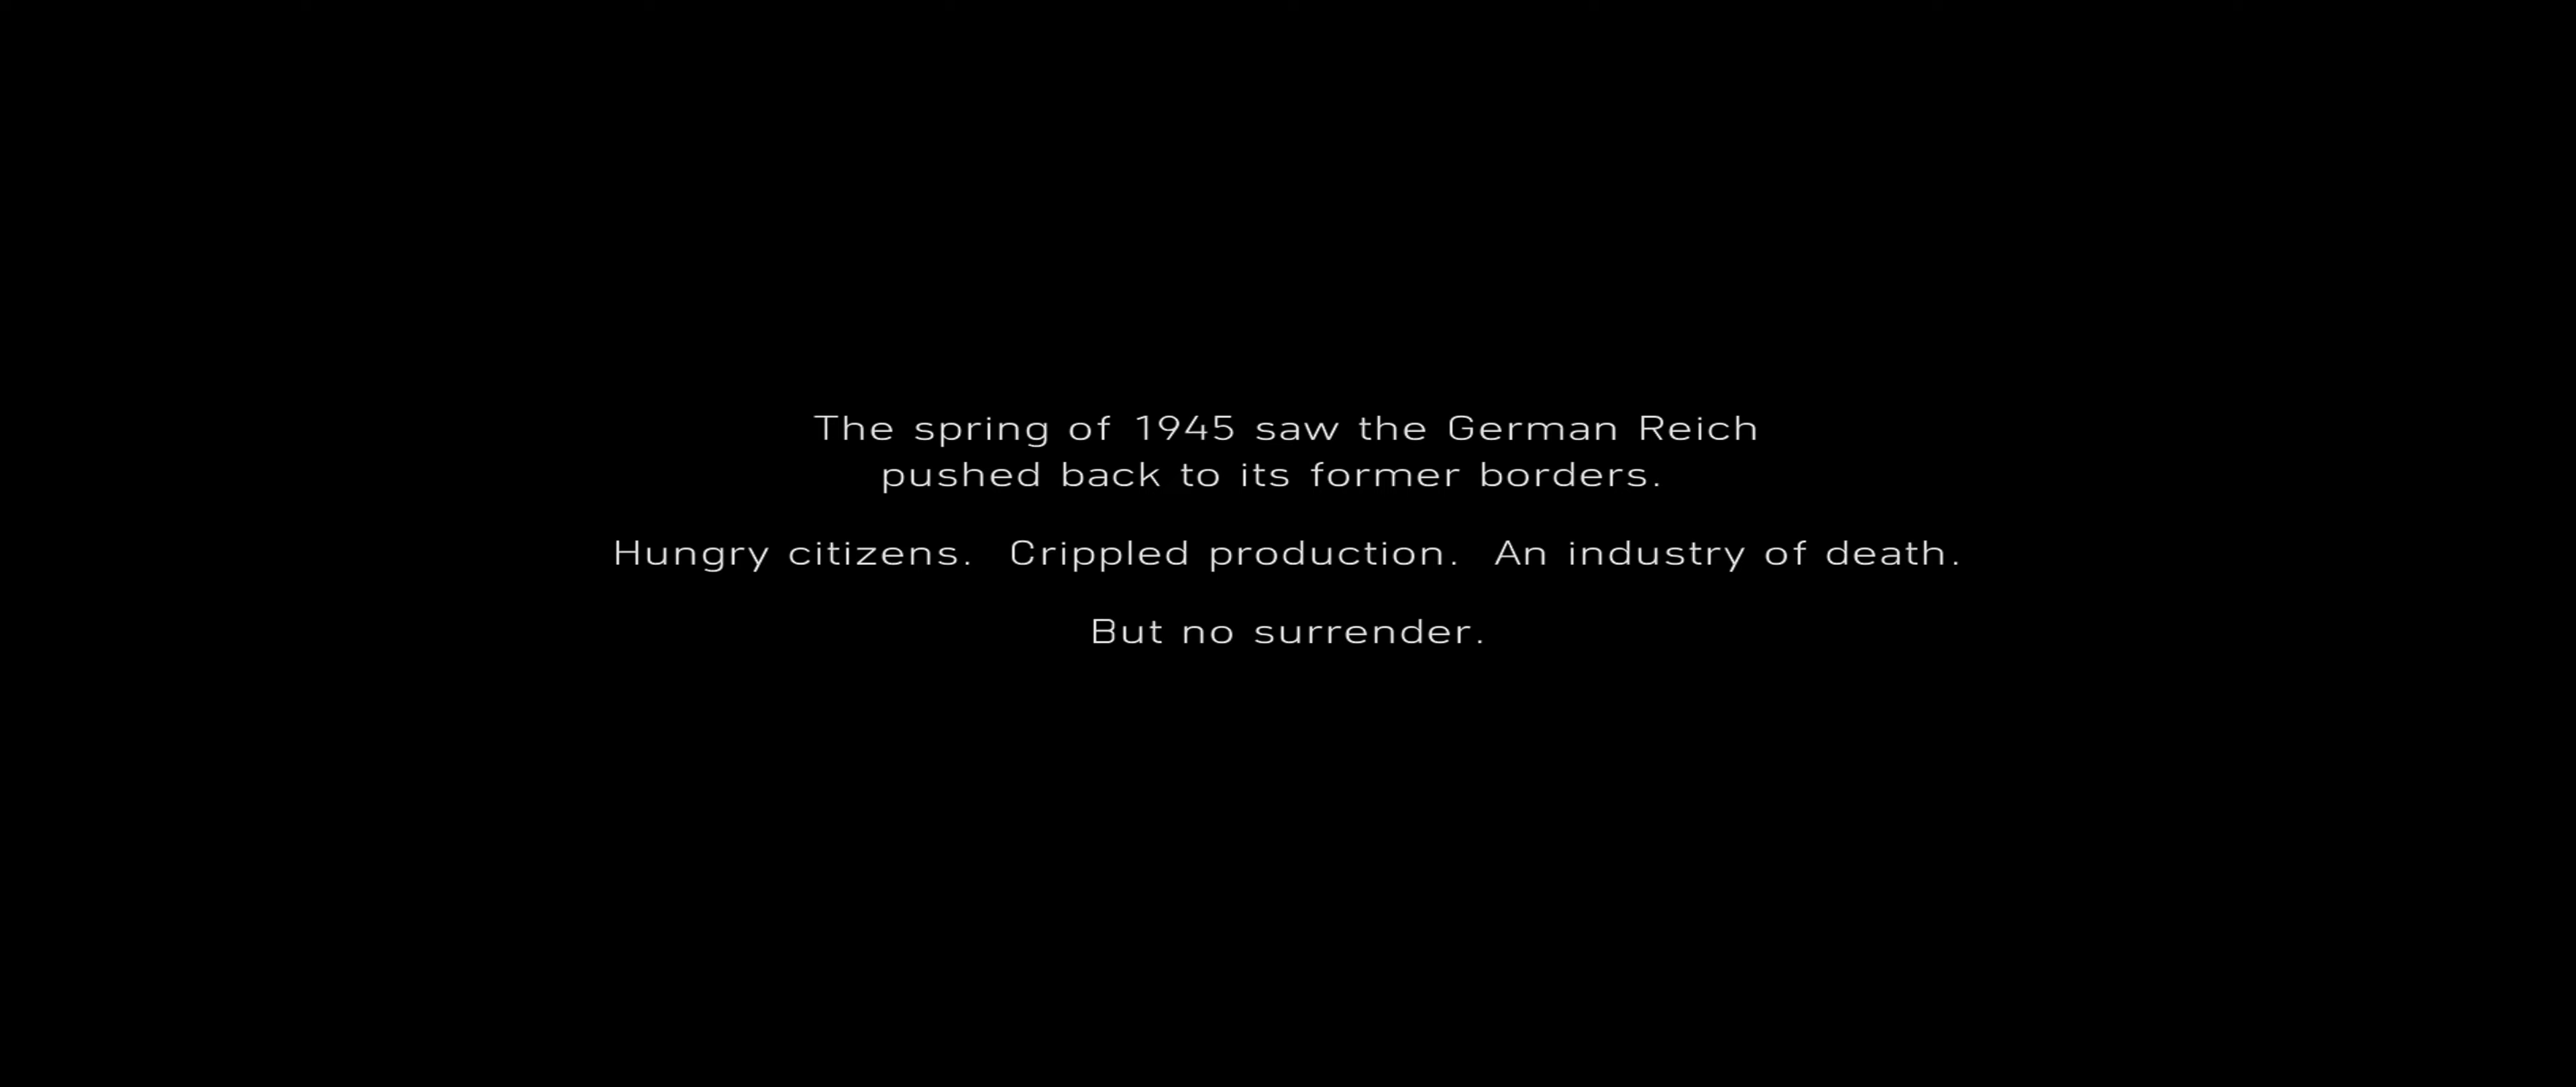 The spring of 1945 saw the German Reich
pushed back to its former borders.
Hungry citizens.  Crippled production.  An industry of death.
But no surrender.